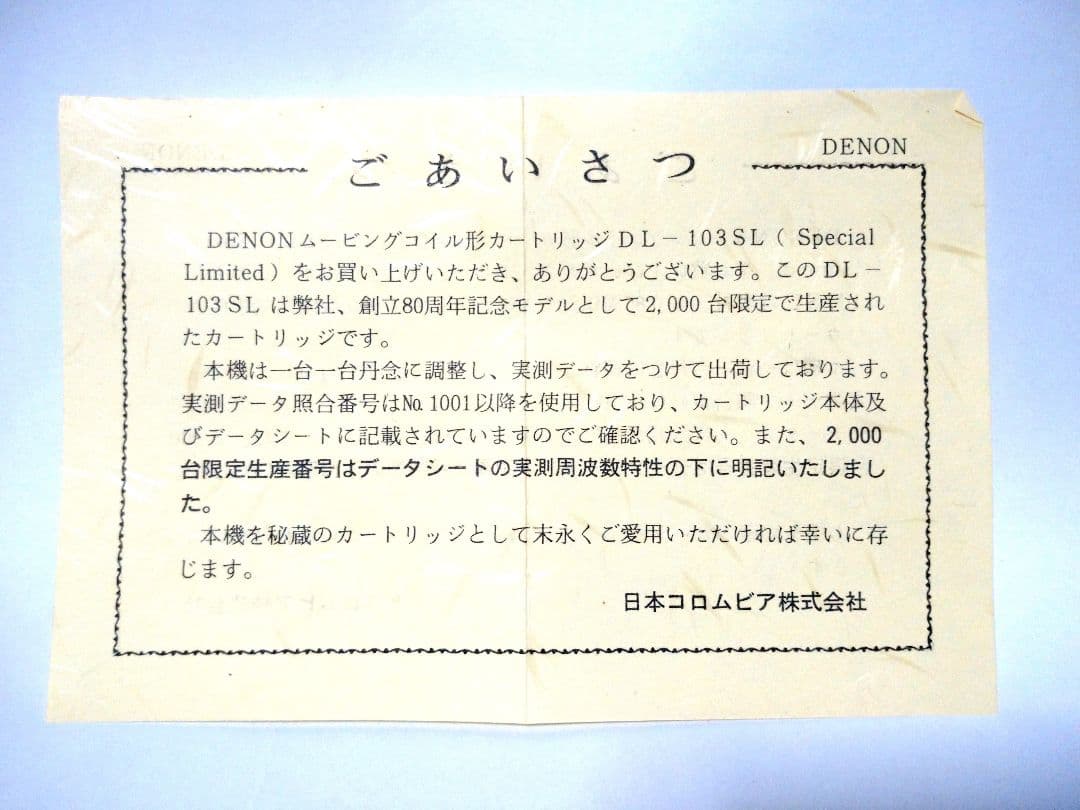 DENON
ごあいさつ
DENONムービングコイル形カートリッジDL－103SL（Special
Limited）をお買い上げいただき、ありがとうございます。このDL－
103SLは弊社、創立80周年記念モデルとして2,000台限定で生産され
たカートリッジです。
本機は一台一台丹念に調整し、実測データをつけて出荷しております。
実測データ照合番号は№1001以降を使用しており、カートリッジ本体及
びデータシートに記載されていますのでご確認ください。また、2,000
台限定生産番号はデータシートの実測周波数特性の下に明記いたしまし
た。
本機を秘蔵のカートリッジとして末永くご愛用いただければ幸いに存
じます。
日本コロムビア株式会社